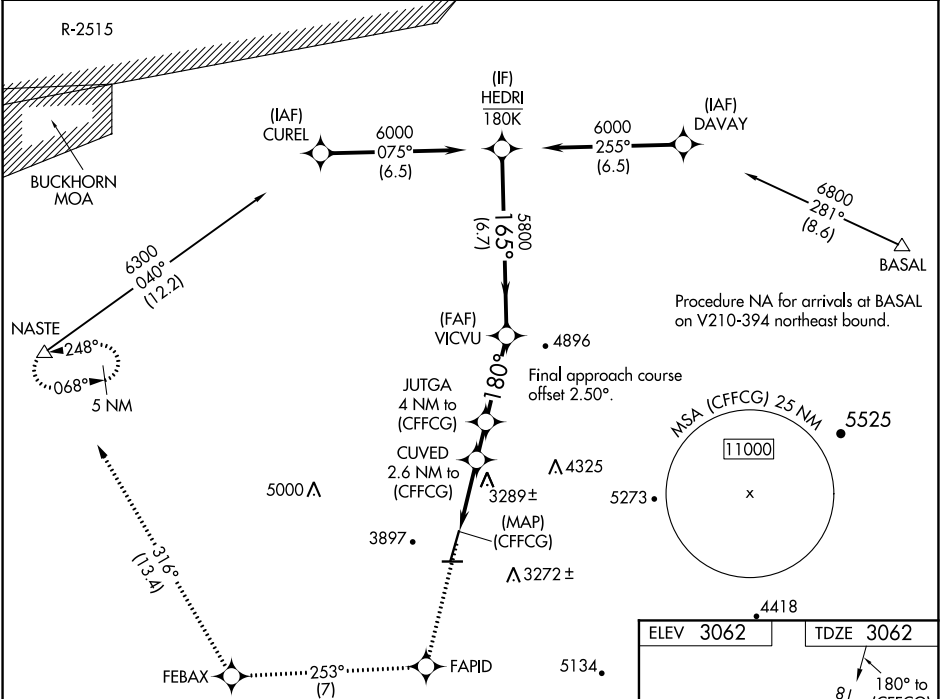 R-2515
BUCKHORN
MOA
(IAF)
CUREL
6000
075°
(6.5)
(IF)
HEDRI
180K
6000
255°
(6.5)
(IAF)
DAVAY
6800
281°
(8.6)
BASAL
Procedure NA for arrivals at BASAL
on V210-394 northeast bound.
6300
040°
(12.2)
NASTE
248°
068°
5 NM
5800
165°
(6.7)
(FAF)
VICVU
4896
180°
Final approach course
offset 2.50°.
JUTGA
4 NM to
(CFFCG)
CUVED
2.6 NM to
(CFFCG)
MSA (CFFCG) 25 NM
11000
x
5525
5273
5000
4325
3289±
(MAP)
(CFFCG)
3897
3272±
316°
(13.4)
FEBAX
253°
(7)
FAPID
5134
4418
ELEV 3062
TDZE 3062
180° to